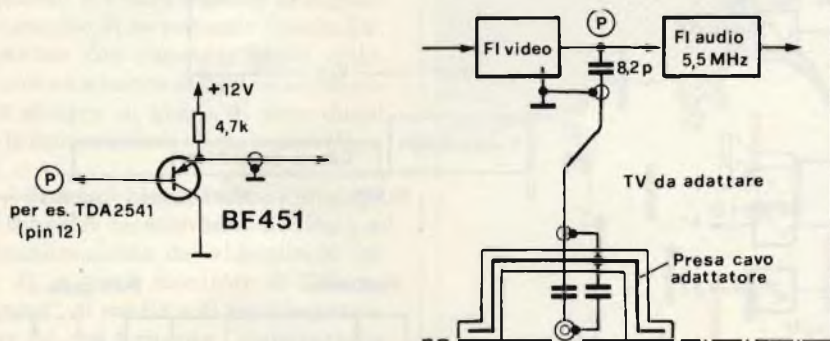 +12V
4,7k
P
per es. TDA2541
(pin 12)
BF451
P
FI video
FI audio
5,5 MHz
8,2p
TV da adattare
Presa cavo
adattatore